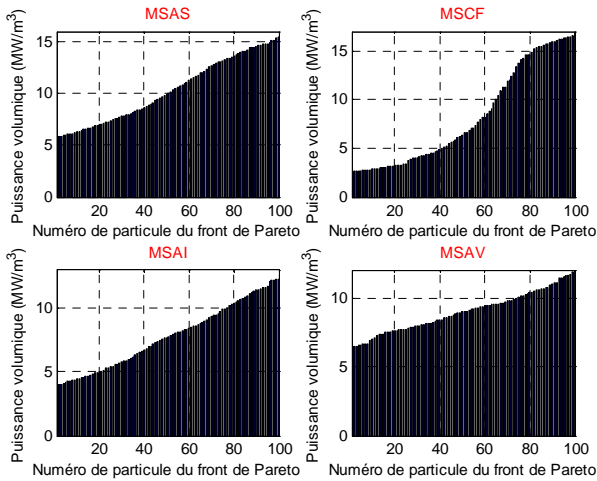 MSAS
Puissance volumique (MW/m3)
15
10
5
0
20 40 60 80 100
Numéro de particule du front de Pareto
MSCF
Puissance volumique (MW/m3)
15
10
5
0
20 40 60 80 100
Numéro de particule du front de Pareto
MSAI
Puissance volumique (MW/m3)
10
5
0
20 40 60 80 100
Numéro de particule du front de Pareto
MSAV
Puissance volumique (MW/m3)
10
5
0
20 40 60 80 100
Numéro de particule du front de Pareto